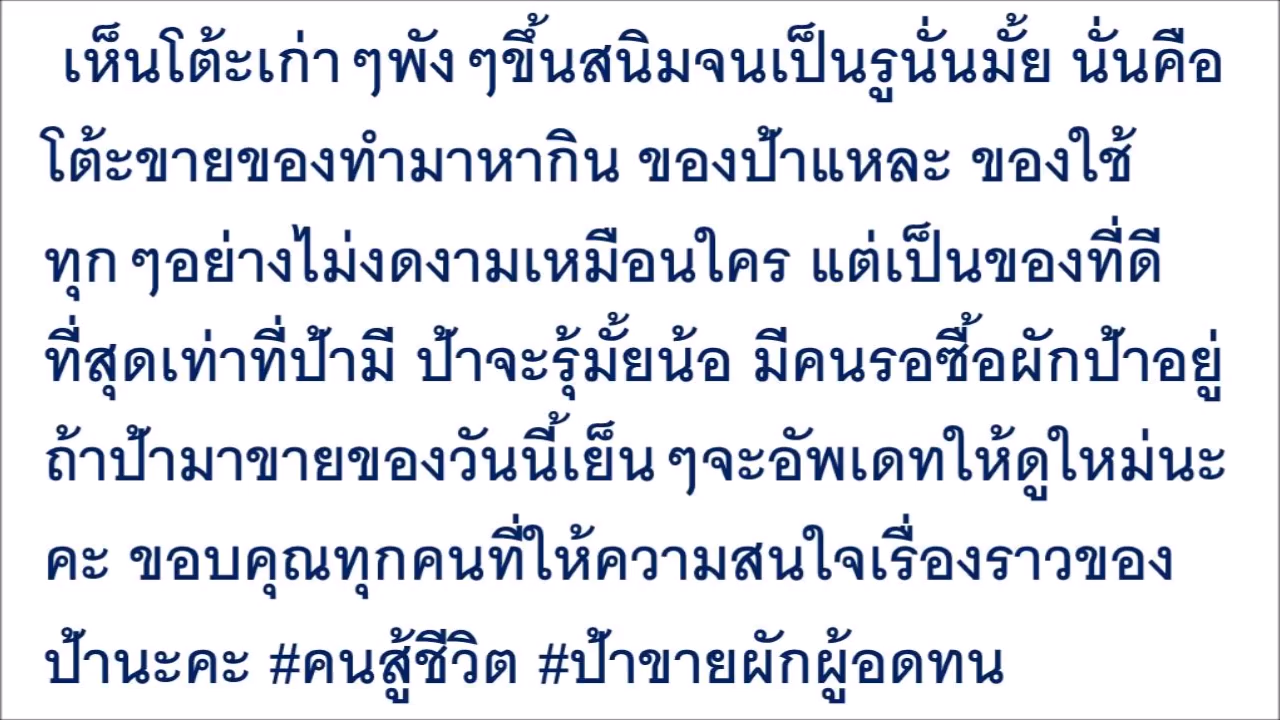 เห็นโต้ะเก่าๆพังๆขึ้นสนิมจนเป็นรูนั่นมั้ย นั่นคือ
โต้ะขายของทำมาหากิน ของป้าแหละ ของใช้
ทุกๆอย่างไม่งดงามเหมือนใคร แต่เป็นของที่ดี
ที่สุดเท่าที่ป้ามี ป้าจะรุ้มั้ยน้อ มีคนรอซื้อผักป้าอยู่
ถ้าป้ามาขายของวันนี้เย็นๆจะอัพเดทให้ดูใหม่นะ
คะ ขอบคุณทุกคนที่ให้ความสนใจเรื่องราวของ
ป้านะคะ #คนสู้ชีวิต #ป้าขายผักผู้อดทน